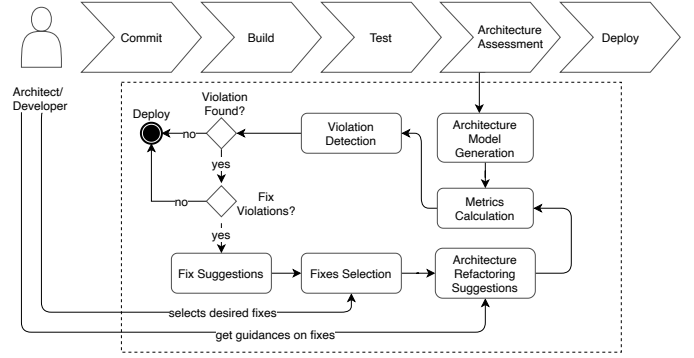 Commit
Build
Test
Architecture
Assessment
Deploy
Architect/
Developer
Violation
Found?
Deploy
no
Violation
Detection
Architecture
Model
Generation
yes
no
Fix
Violations?
Metrics
Calculation
yes
Fix Suggestions
Fixes Selection
Architecture
Refactoring
Suggestions
selects desired fixes
get guidances on fixes